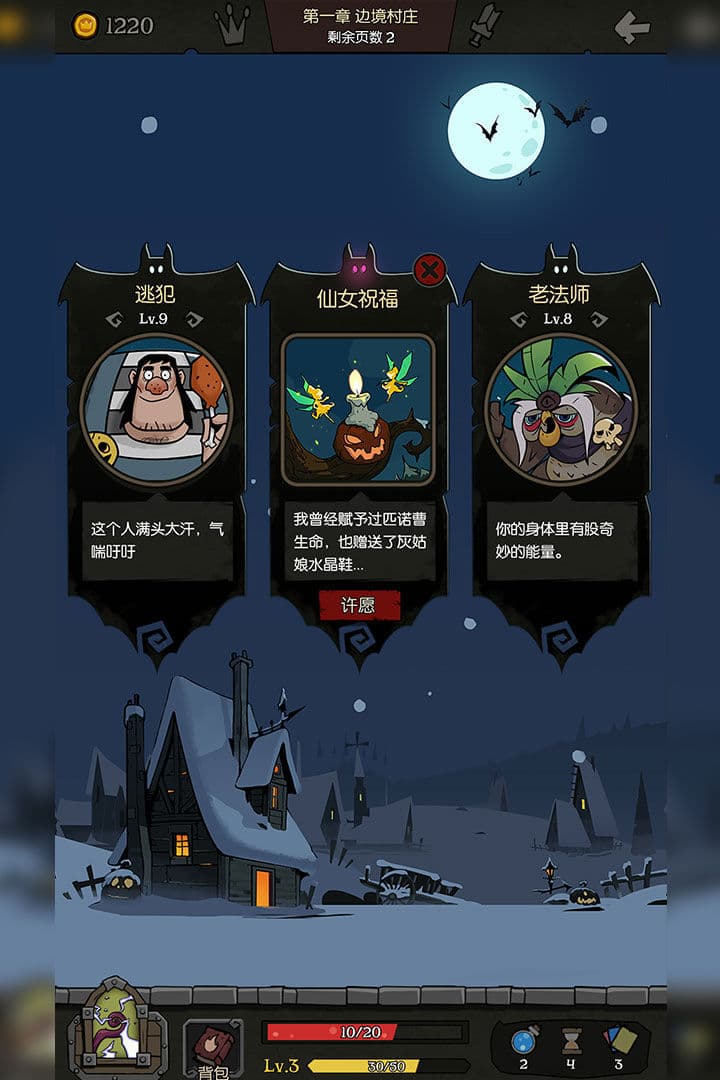 1220
第一章 边境村庄
剩余页数 2
逃犯
Lv.9
这个人满头大汗，气
喘吁吁
仙女祝福
我曾经赋予过匹诺曹
生命，也赠送了灰姑
娘水晶鞋...
许愿
老法师
Lv.8
你的身体里有股奇
妙的能量。
背包
10/20
Lv.3
30/50
2
4
3